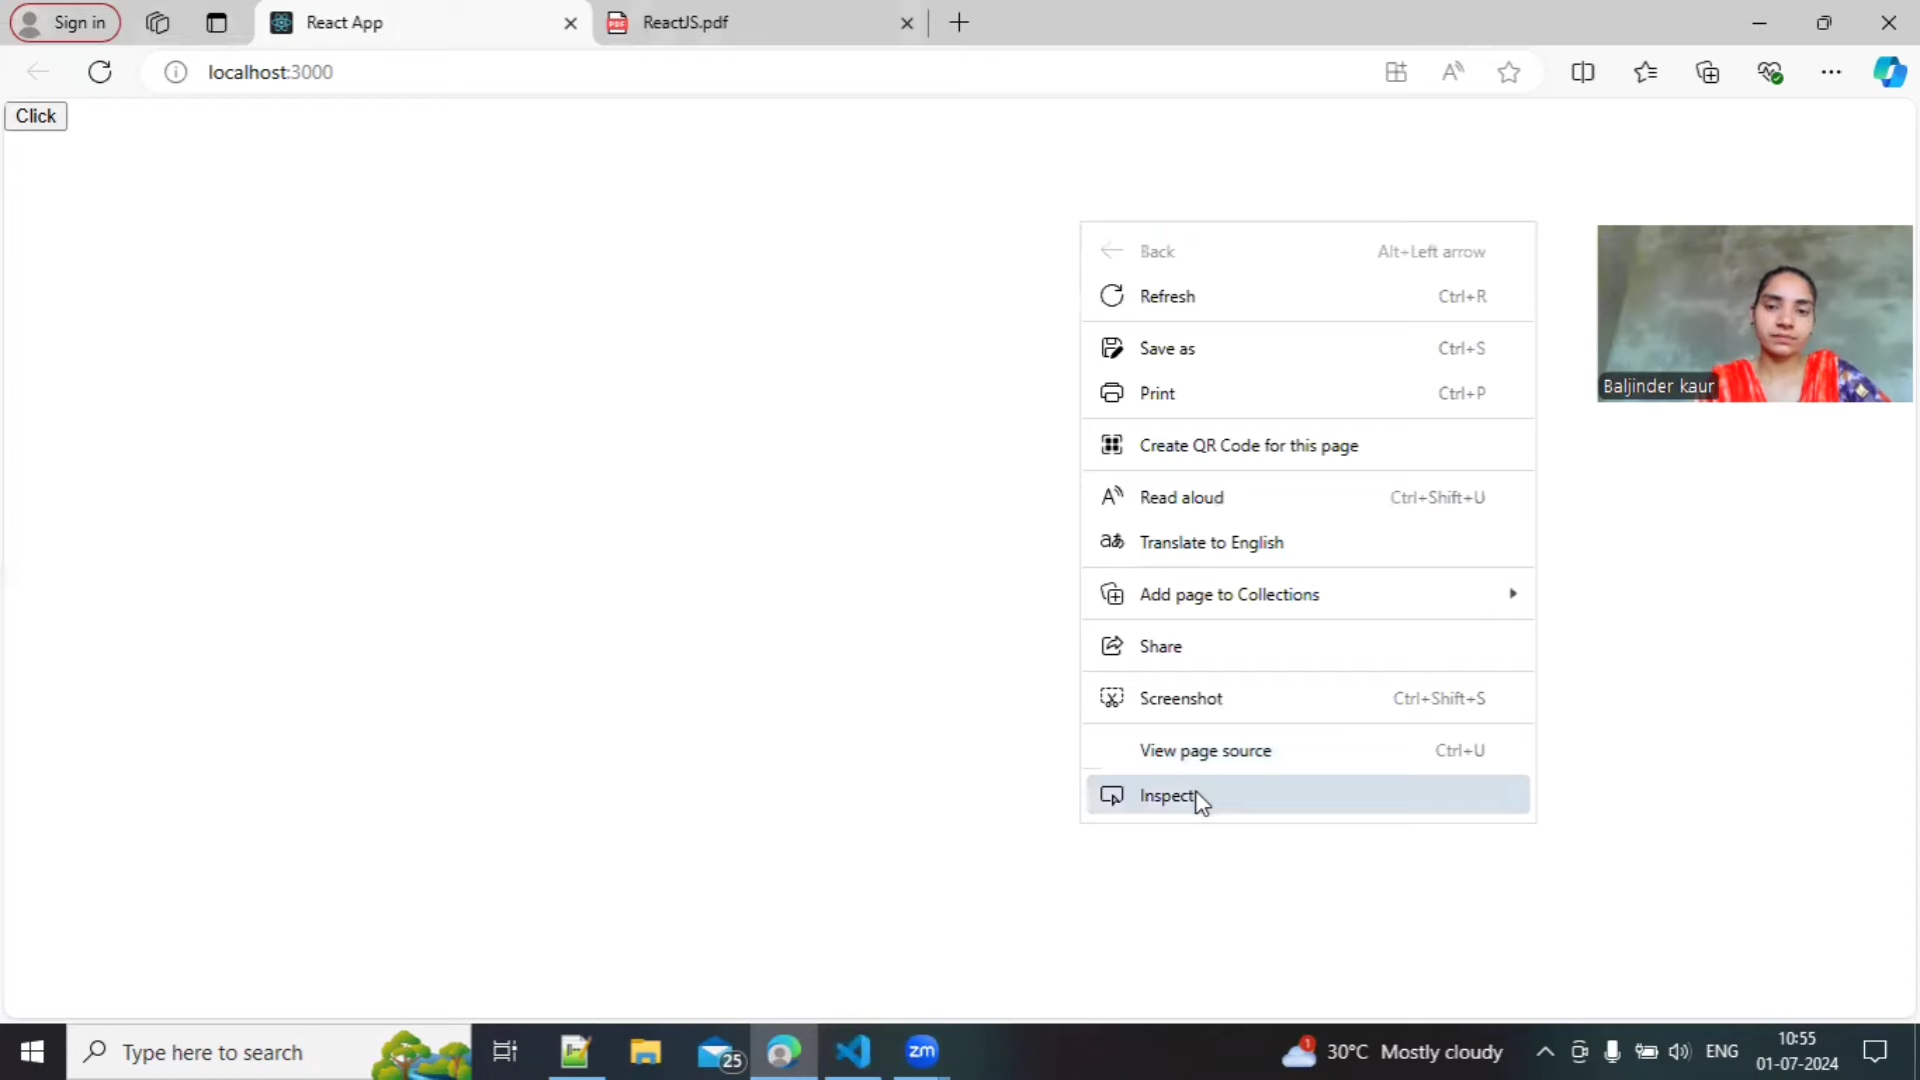 Sign in
React App
ReactJS.pdf
localhost:3000
Click
Back Alt+Left arrow
Refresh Ctrl+R
Save as Ctrl+S
Print Ctrl+P
Create QR Code for this page
Read aloud Ctrl+Shift+U
Translate to English
Add page to Collections
Share
Screenshot Ctrl+Shift+S
View page source Ctrl+U
Inspect
Baljinder kaur
Type here to search
25
zm
1
30°C Mostly cloudy
ENG
10:55
01-07-2024